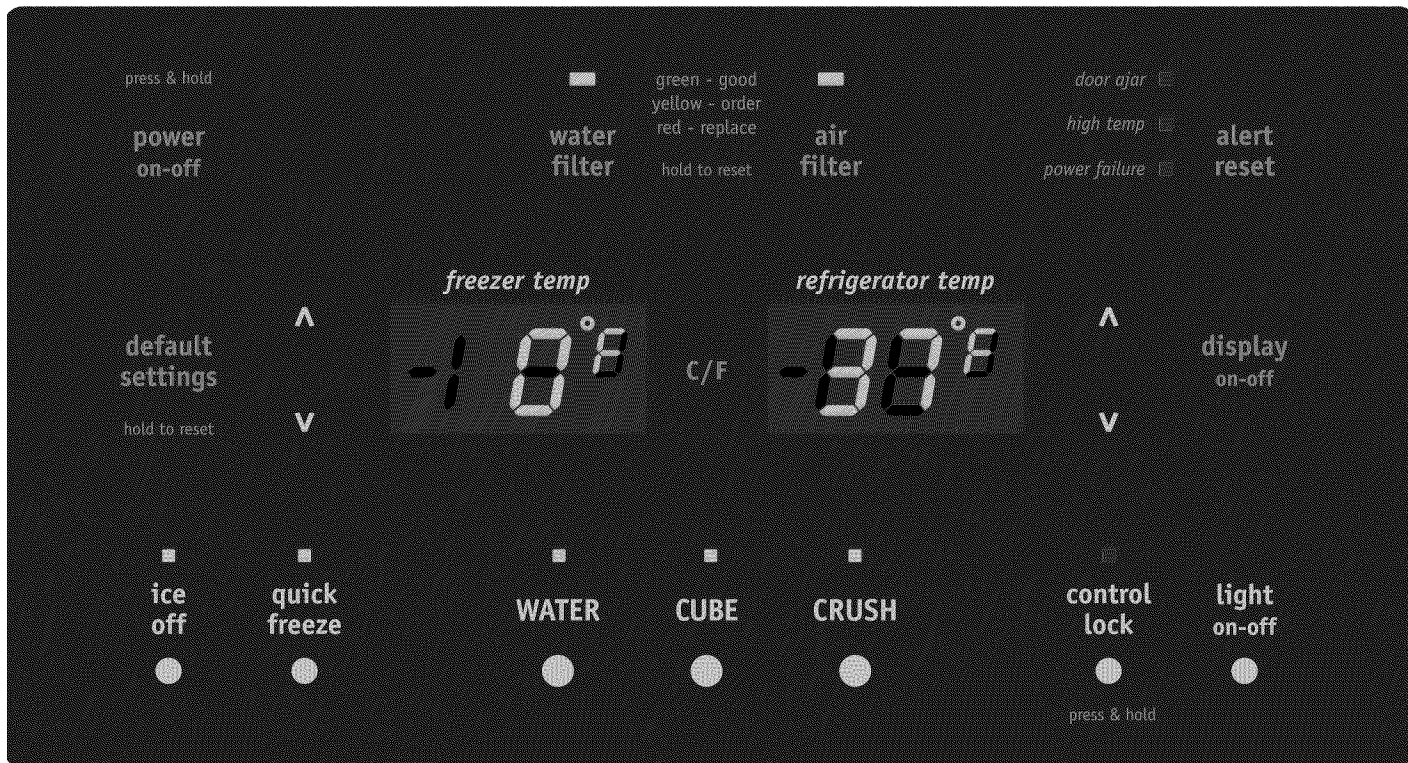 press & hold
power
on-off
water
filter
green - good
yellow - order
red - replace
hold to reset
air
filter
door ajar
high temp
power failure
alert
reset
default
settings
hold to reset
^
v
freezer temp
0°F
C/F
refrigerator temp
37°F
^
v
display
on-off
ice
off
quick
freeze
WATER
CUBE
CRUSH
control
lock
press & hold
light
on-off